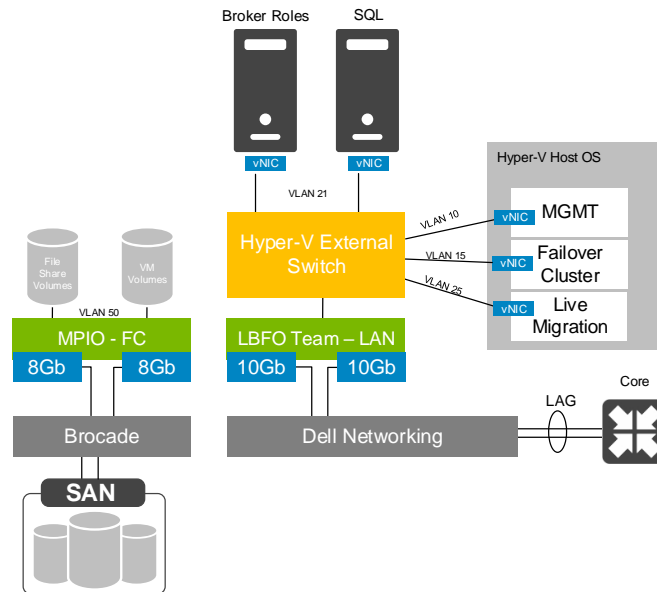 Broker Roles
SQL
vNIC
vNIC
VLAN 21
Hyper-V Host OS
VLAN 10
vNIC
MGMT
Hyper-V External
Switch
VLAN 15
vNIC
Failover
Cluster
VLAN 25
vNIC
Live
Migration
File
Share
Volumes
VM
Volumes
VLAN 50
MPIO - FC
8Gb
8Gb
LBFO Team – LAN
10Gb
10Gb
Brocade
Dell Networking
LAG
Core
SAN